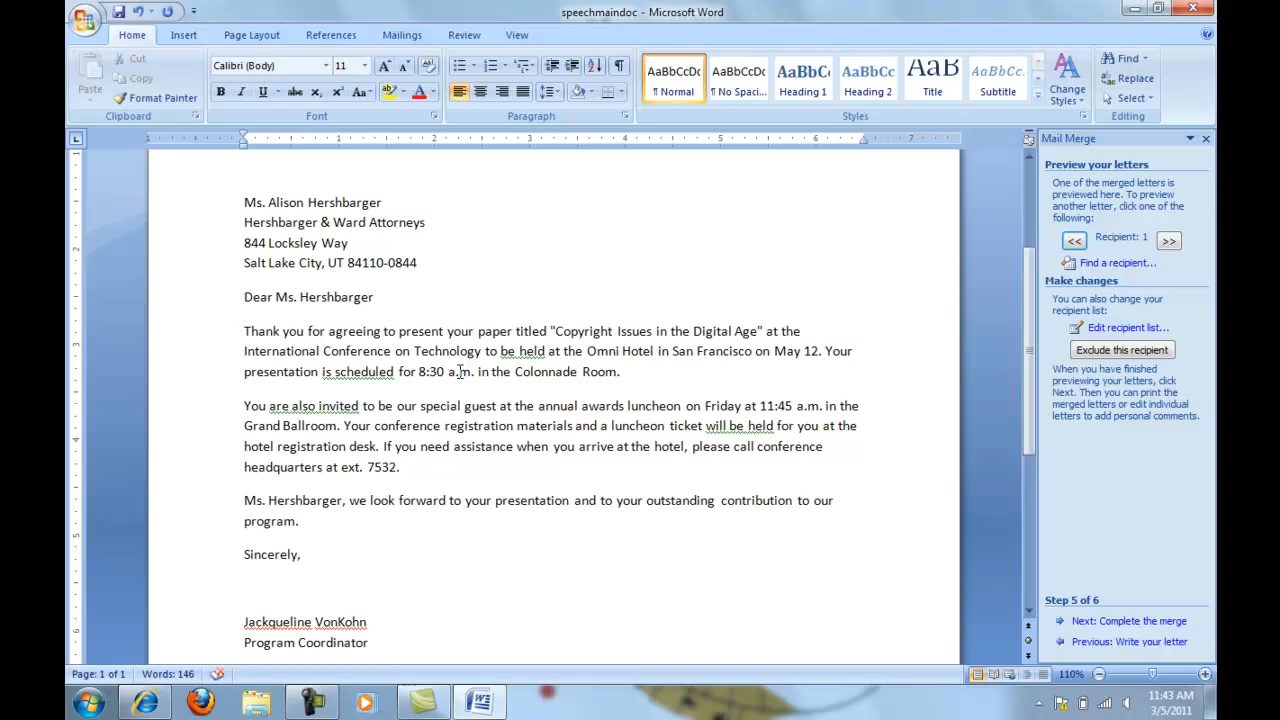 speechmaindoc - Microsoft Word
Home Insert Page Layout References Mailings Review View
Paste
Cut
Copy
Format Painter
Clipboard
Calibri (Body) 11
B I U abc X₂ X² Aa A
Font
Paragraph
AaBbCcDc AaBbCcDc AaBbC AaBbCc AaB AaBbCc.
¶ Normal ¶ No Spaci... Heading 1 Heading 2 Title Subtitle
Change Styles
Styles
Find
Replace
Select
Editing
1 1 2 3 4 5 6 7
Ms. Alison Hershbarger
Hershbarger & Ward Attorneys
844 Locksley Way
Salt Lake City, UT 84110-0844
Dear Ms. Hershbarger
Thank you for agreeing to present your paper titled "Copyright Issues in the Digital Age" at the
International Conference on Technology to be held at the Omni Hotel in San Francisco on May 12. Your
presentation is scheduled for 8:30 a.m. in the Colonnade Room.
You are also invited to be our special guest at the annual awards luncheon on Friday at 11:45 a.m. in the
Grand Ballroom. Your conference registration materials and a luncheon ticket will be held for you at the
hotel registration desk. If you need assistance when you arrive at the hotel, please call conference
headquarters at ext. 7532.
Ms. Hershbarger, we look forward to your presentation and to your outstanding contribution to our
program.
Sincerely,
Jackqueline VonKohn
Program Coordinator
Mail Merge
Preview your letters
One of the merged letters is
previewed here. To preview
another letter, click one of the
following:
<< Recipient: 1 >>
Find a recipient...
Make changes
You can also change your
recipient list:
Edit recipient list...
Exclude this recipient
When you have finished
previewing your letters, click
Next. Then you can print the
merged letters or edit individual
letters to add personal comments.
Step 5 of 6
Next: Complete the merge
Previous: Write your letter
Page: 1 of 1 Words: 146 110%
11:43 AM
3/5/2011